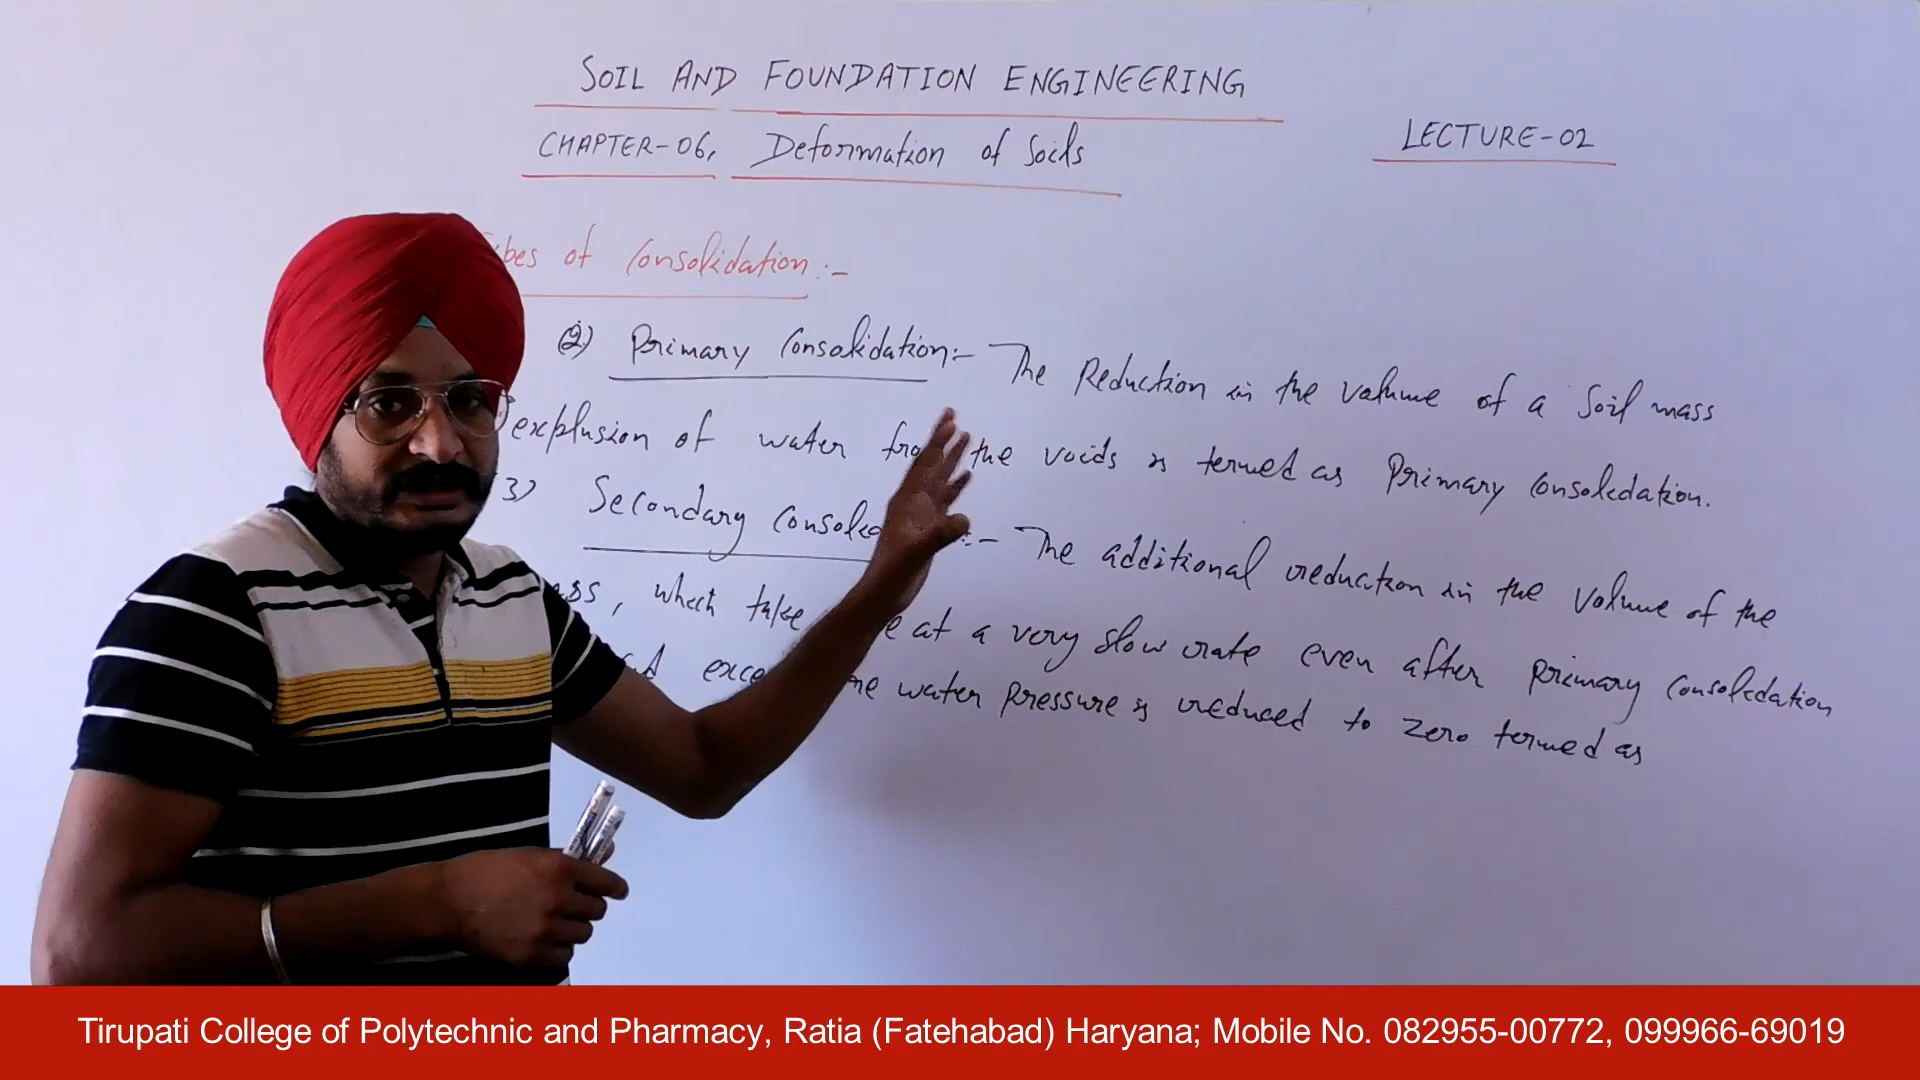 SOIL AND FOUNDATION ENGINEERING
CHAPTER-06, Deformation of Soils
LECTURE-02
of Consolidation:-
(2) Primary Consolidation:- The Reduction in the volume of a Soil mass
explusion of water the voids is termed as Primary Consolidation.
3) Secondary :- The additional reduction in the volume of the
, which take at a very slow rate even after primary Consolidation
water pressure is reduced to zero termed as
Tirupati College of Polytechnic and Pharmacy, Ratia (Fatehabad) Haryana; Mobile No. 082955-00772, 099966-69019